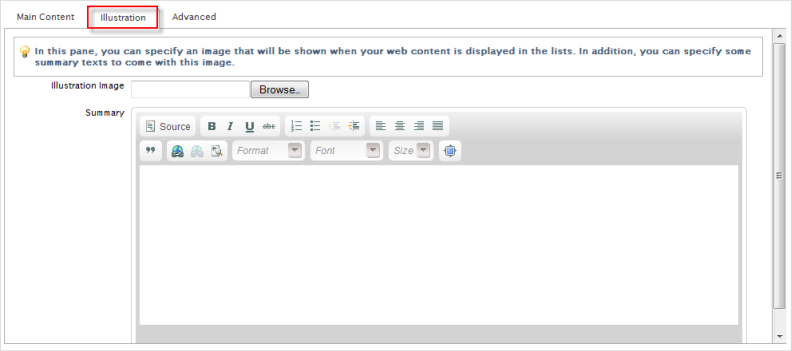 Main Content Illustration Advanced
In this pane, you can specify an image that will be shown when your web content is displayed in the lists. In addition, you can specify some
summary texts to come with this image.
Illustration Image Browse..
Summary
Source B I U abc
Format Font Size